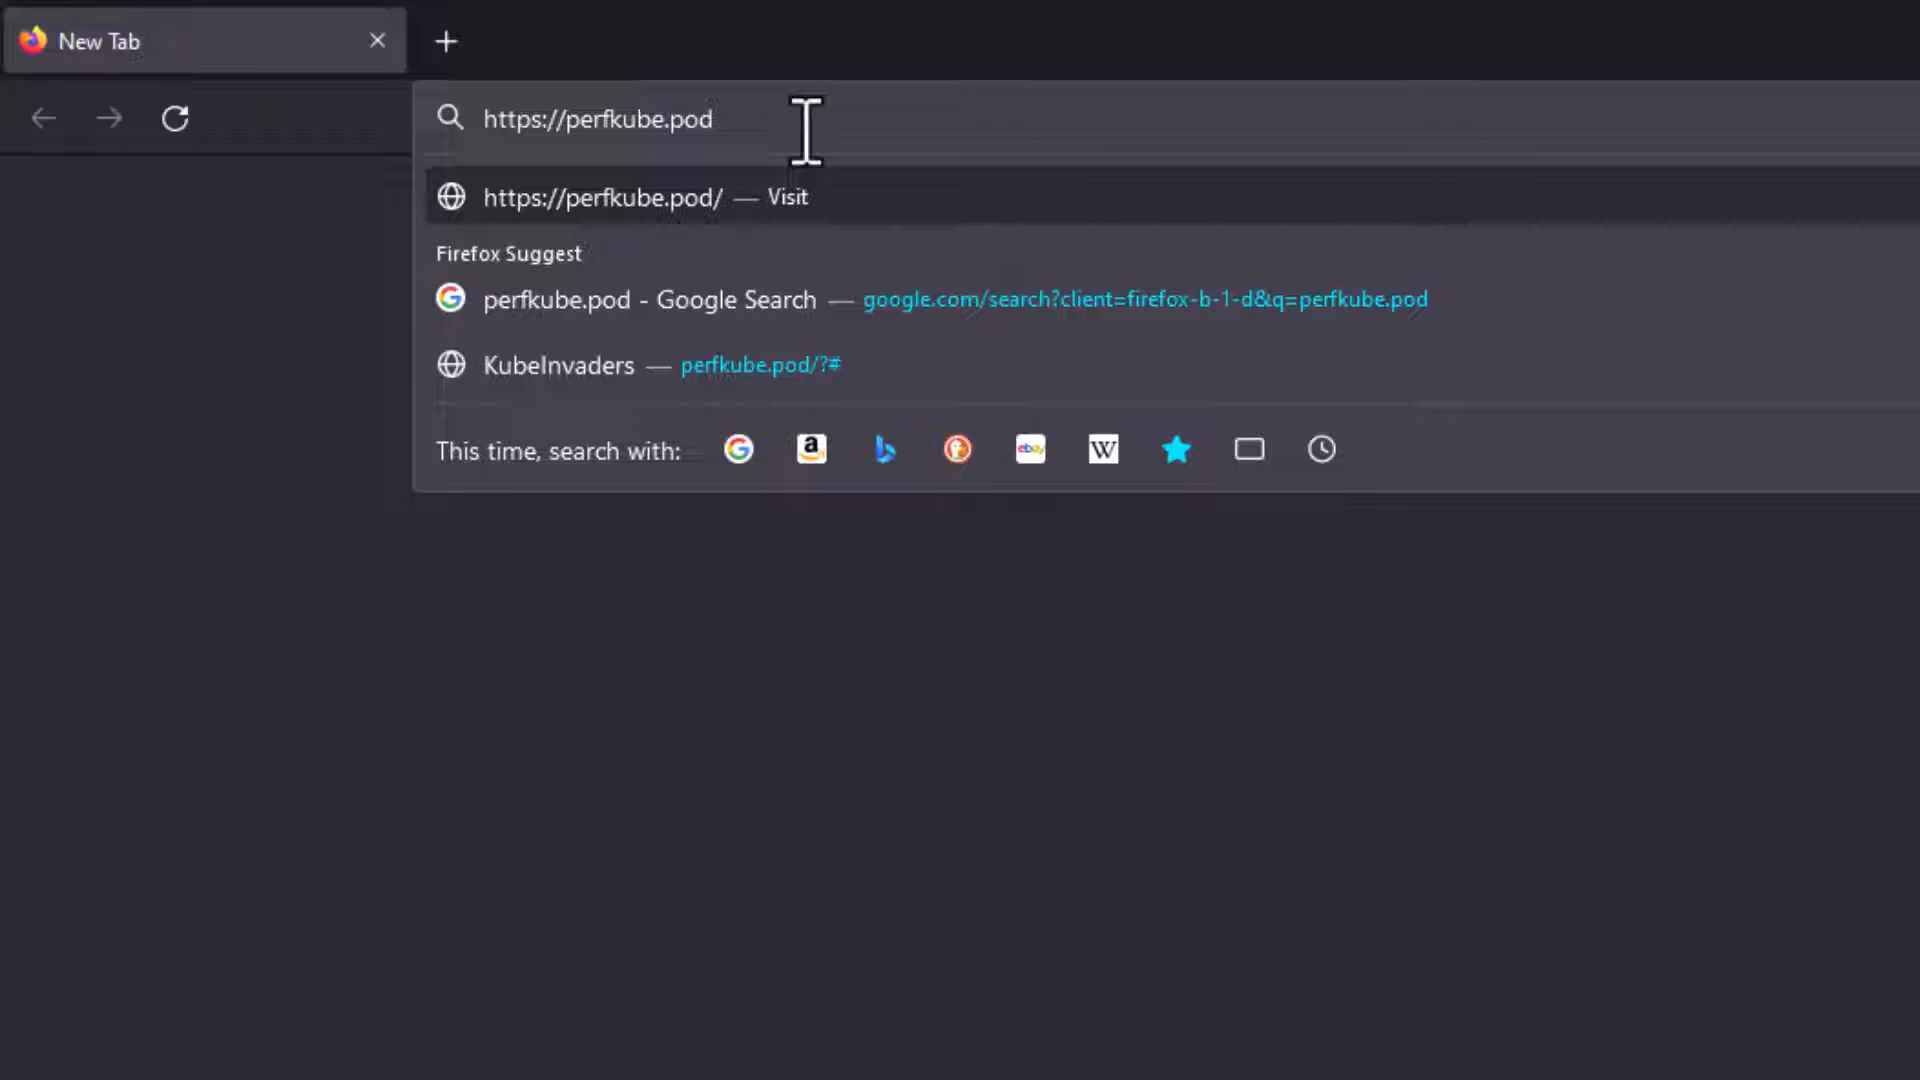 New Tab
https://perfkube.pod
https://perfkube.pod/ — Visit
Firefox Suggest
perfkube.pod - Google Search — google.com/search?client=firefox-b-1-d&q=perfkube.pod
KubeInvaders — perfkube.pod/?#
This time, search with:
a
ebay
W